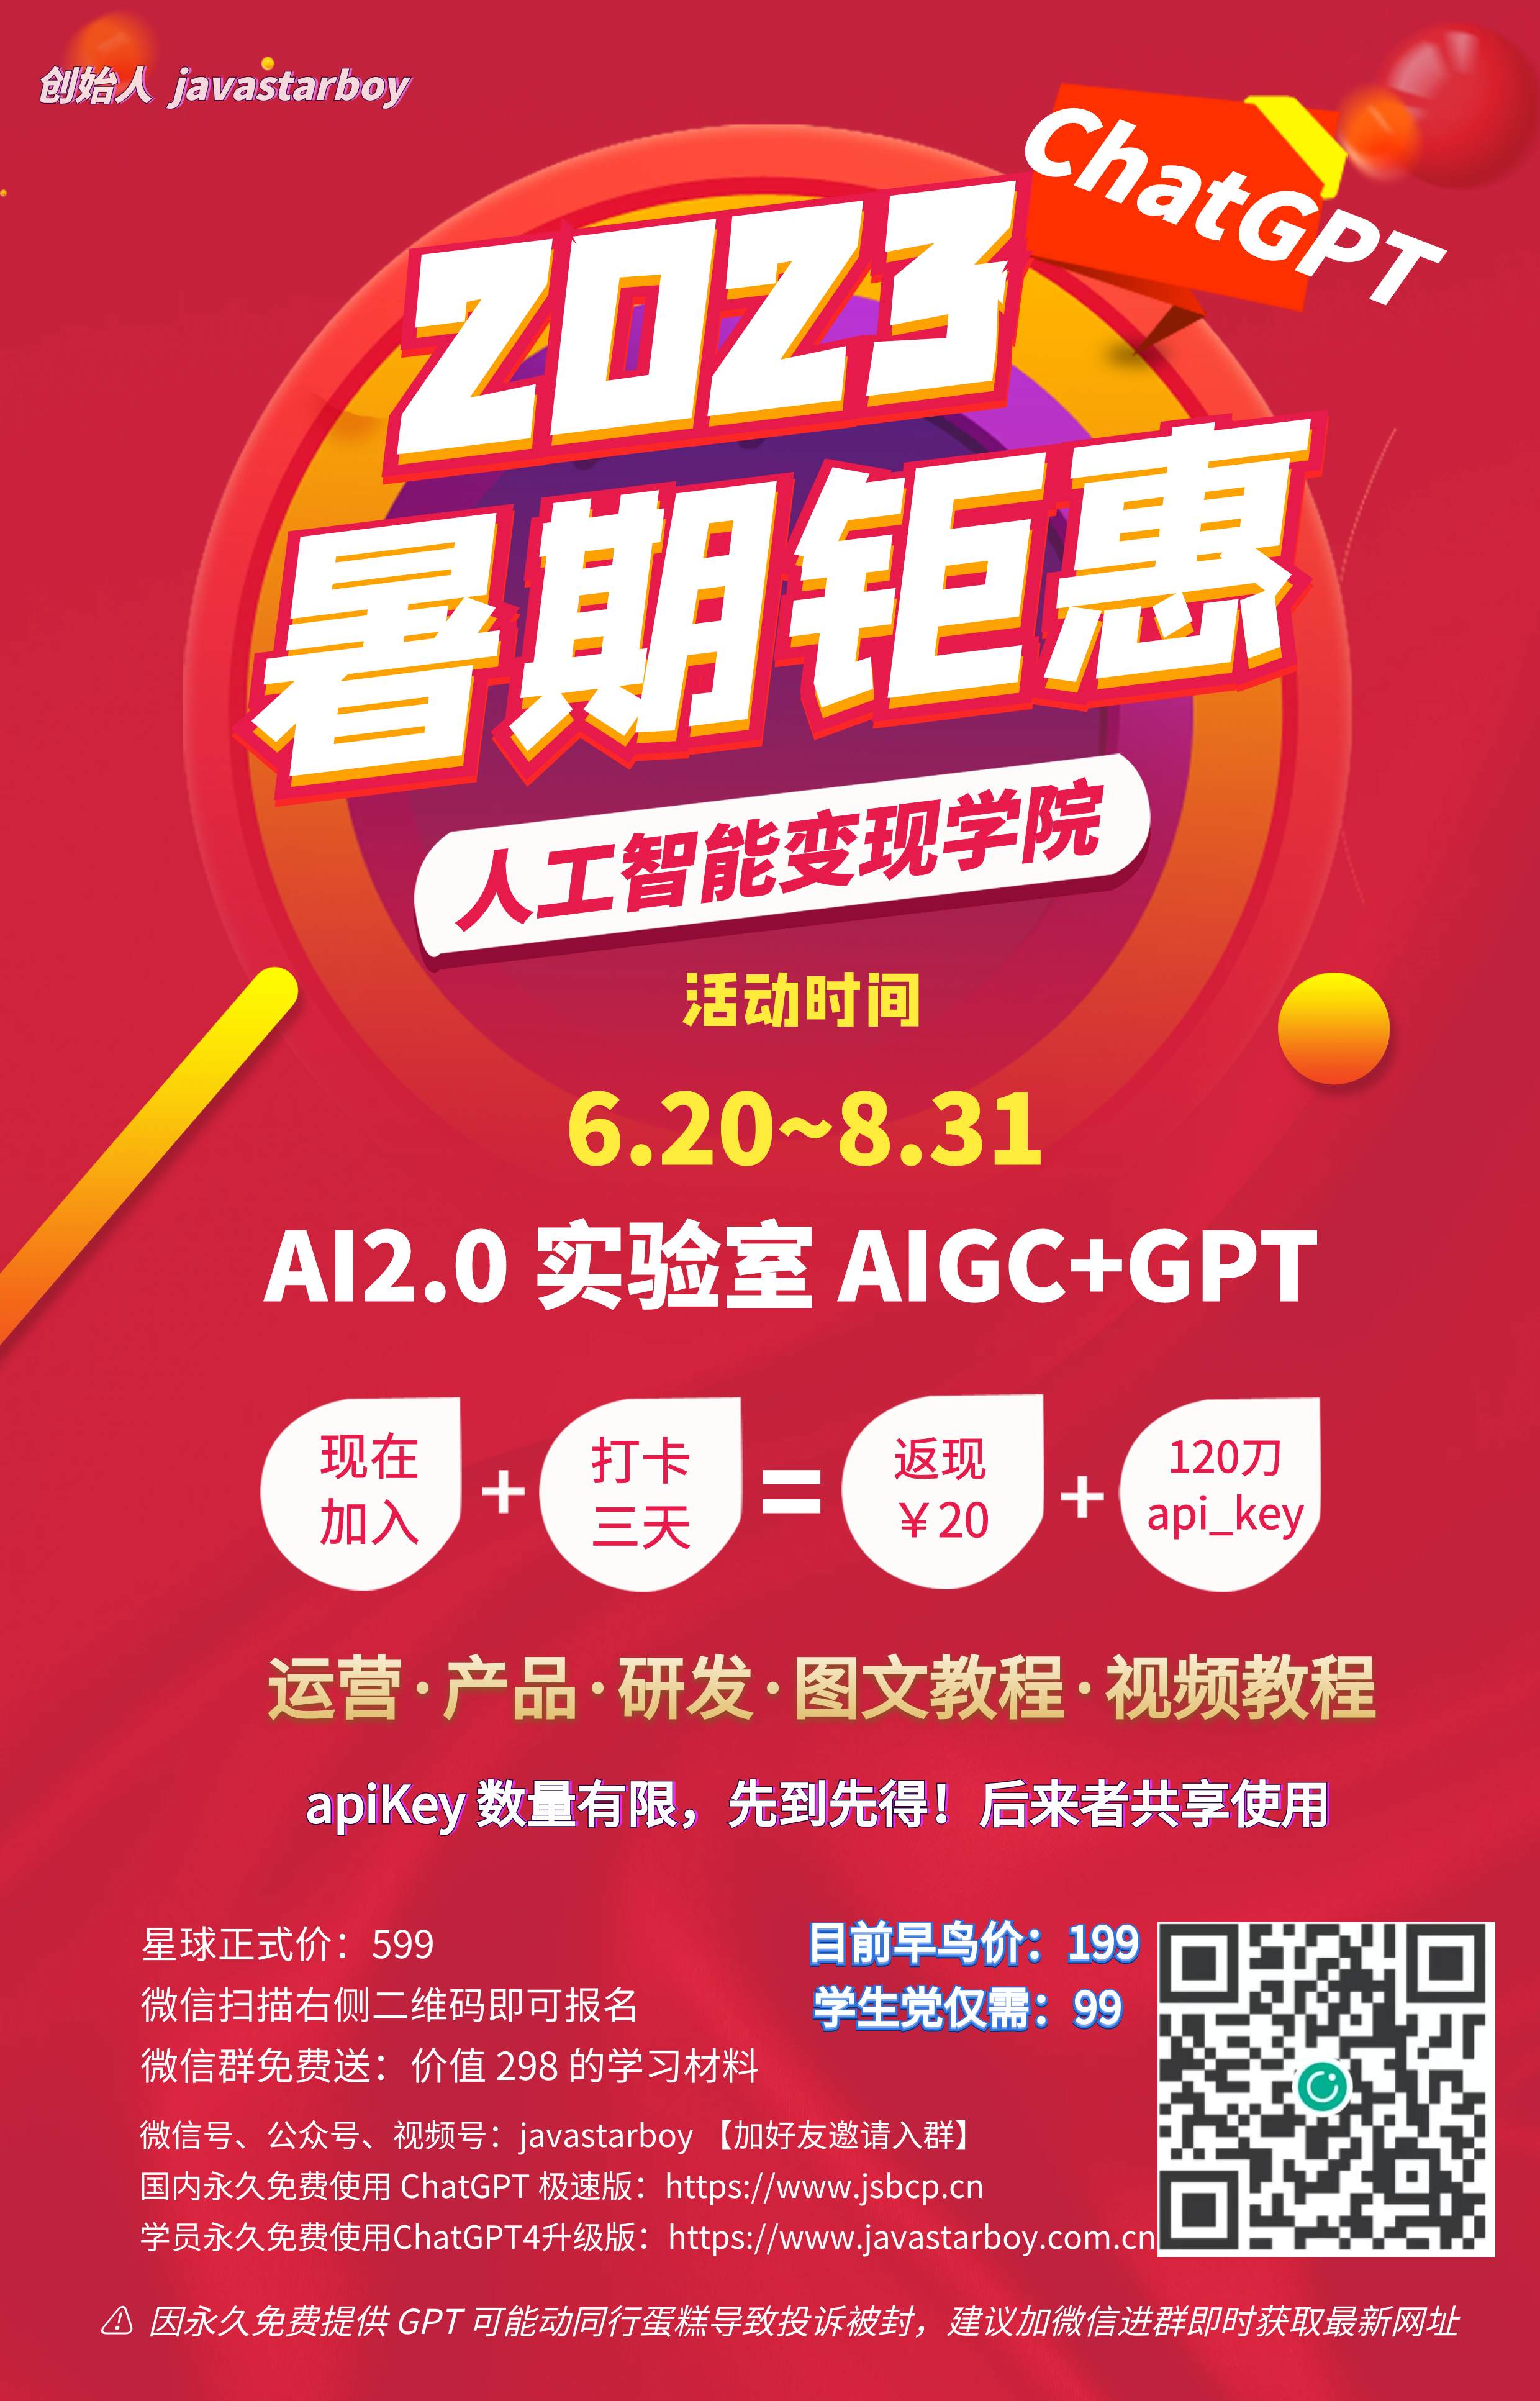 创始人 javastarboy
ChatGPT
2023
暑期钜惠
人工智能变现学院
活动时间
6.20~8.31
AI2.0 实验室 AIGC+GPT
现在
加入
+
打卡
三天
=
返现
￥20
+
120刀
api_key
运营·产品·研发·图文教程·视频教程
apiKey 数量有限，先到先得！后来者共享使用
星球正式价：599
目前早鸟价：199
微信扫描右侧二维码即可报名
学生党仅需：99
微信群免费送：价值 298 的学习材料
微信号、公众号、视频号：javastarboy 【加好友邀请入群】
国内永久免费使用 ChatGPT 极速版：https://www.jsbcp.cn
学员永久免费使用ChatGPT4升级版：https://www.javastarboy.com.cn
⚠ 因永久免费提供 GPT 可能动同行蛋糕导致投诉被封，建议加微信进群即时获取最新网址